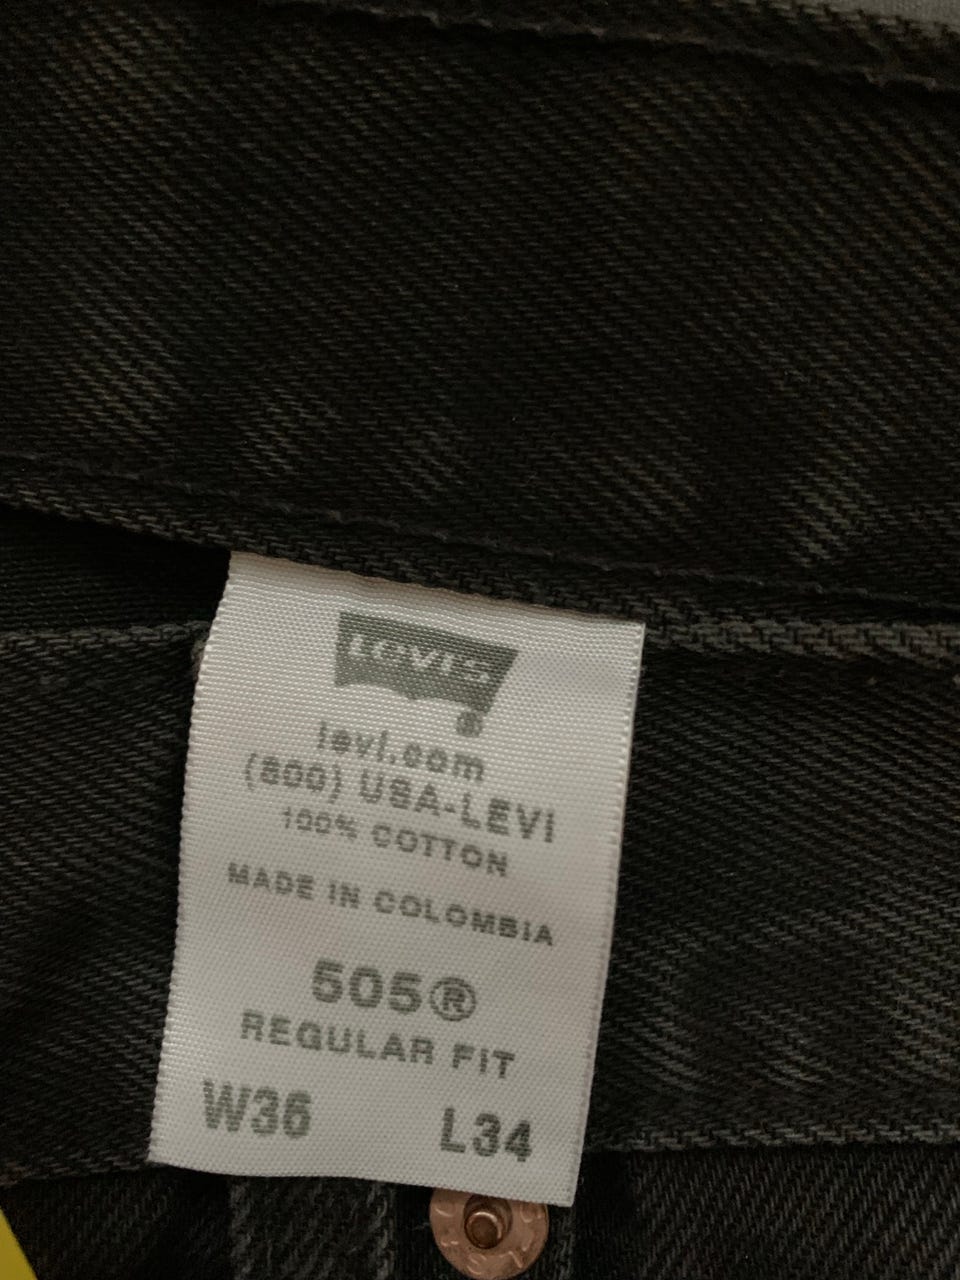 LEVI'S
®
levi.com
(800) USA-LEVI
100% COTTON
MADE IN COLOMBIA
505®
REGULAR FIT
W36 L34